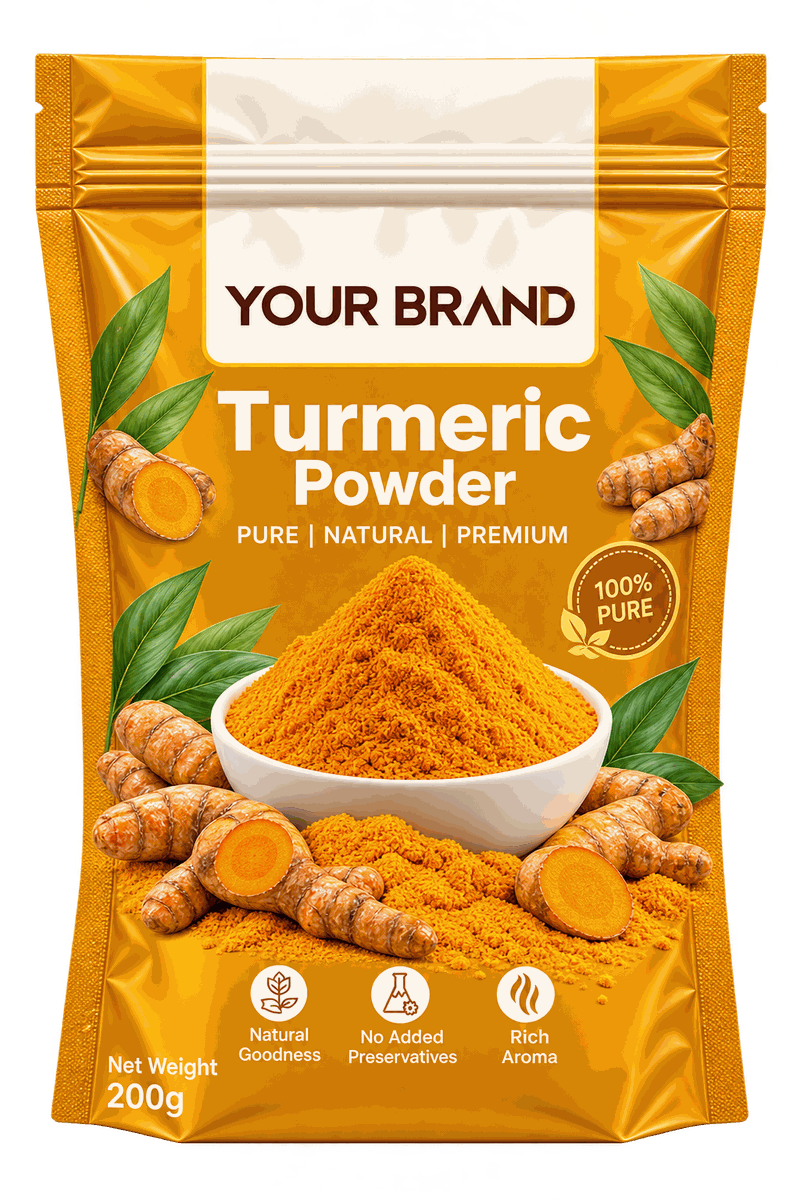 YOUR BRAND
Turmeric
Powder
PURE | NATURAL | PREMIUM
100%
PURE
Natural
Goodness
No Added
Preservatives
Rich
Aroma
Net Weight
200g